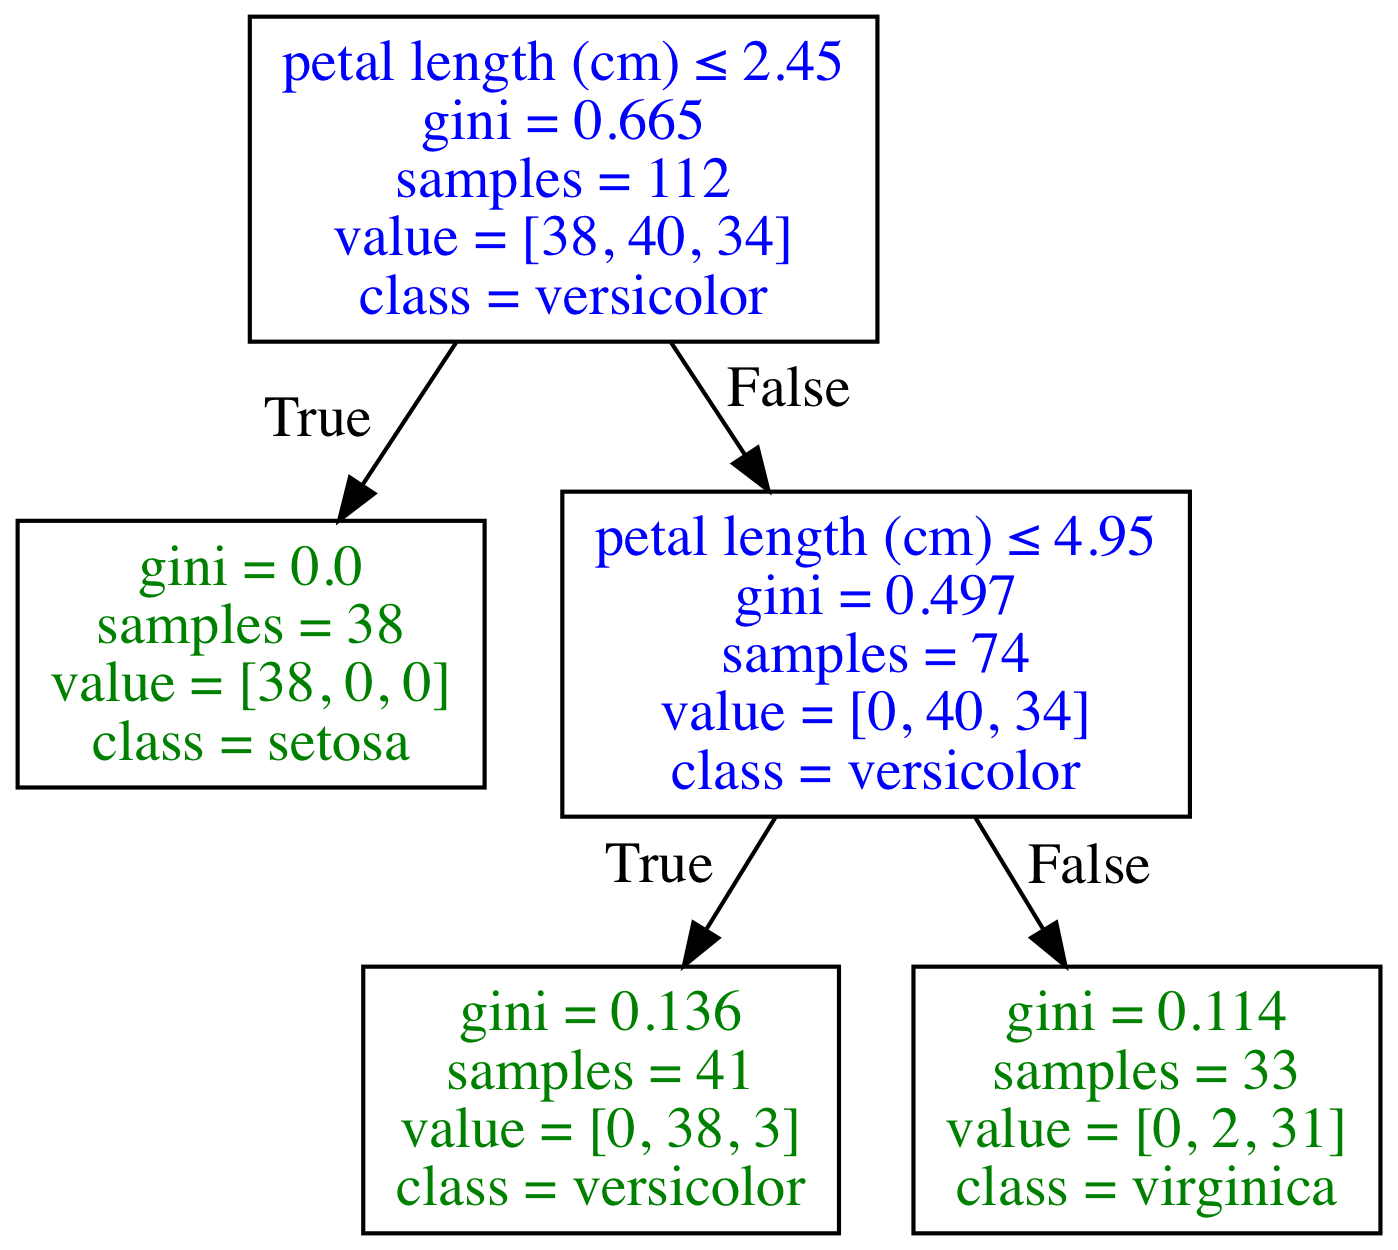 petal length (cm) ≤ 2.45
gini = 0.665
samples = 112
value = [38, 40, 34]
class = versicolor
True
False
gini = 0.0
samples = 38
value = [38, 0, 0]
class = setosa
petal length (cm) ≤ 4.95
gini = 0.497
samples = 74
value = [0, 40, 34]
class = versicolor
True
False
gini = 0.136
samples = 41
value = [0, 38, 3]
class = versicolor
gini = 0.114
samples = 33
value = [0, 2, 31]
class = virginica